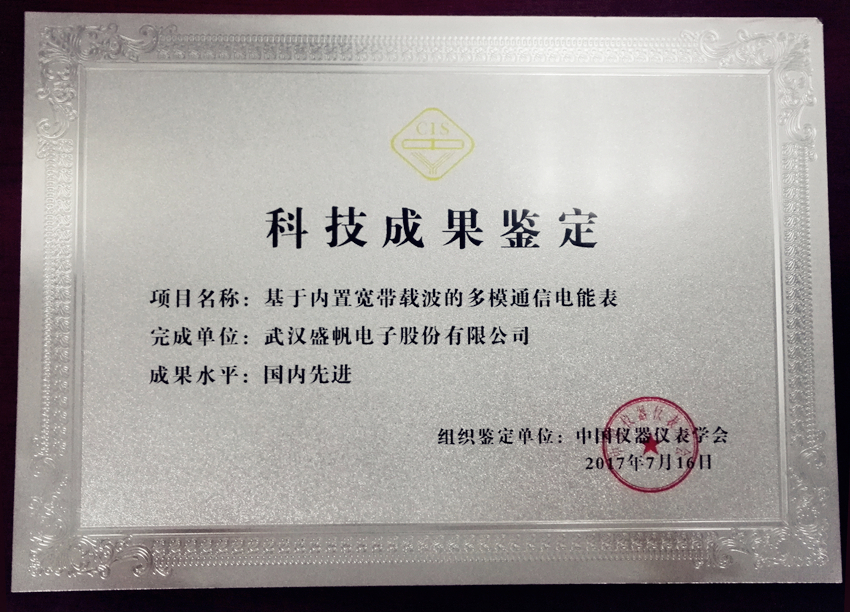 CIS
科技成果鉴定
项目名称：基于内置宽带载波的多模通信电能表
完成单位：武汉盛帆电子股份有限公司
成果水平：国内先进
组织鉴定单位：中国仪器仪表学会
2017年7月16日